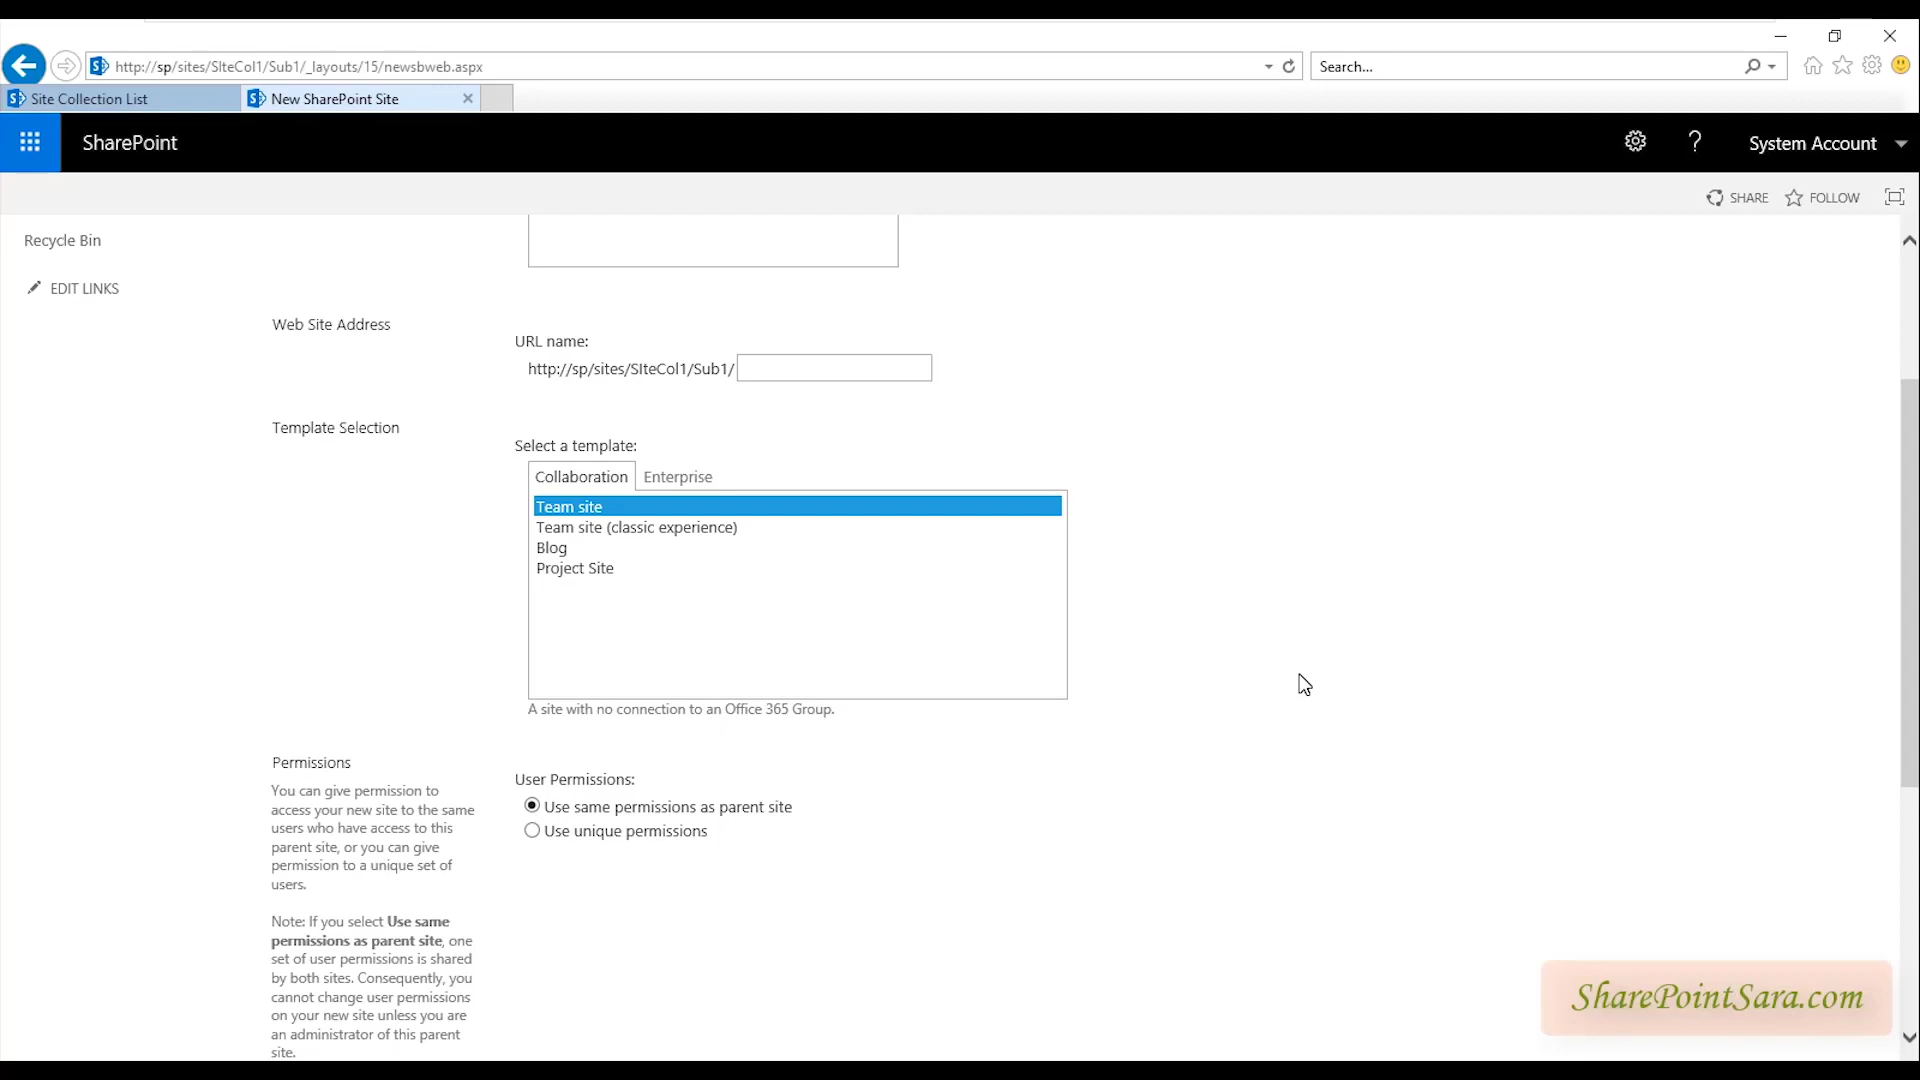 http://sp/sites/SIteCol1/Sub1/_layouts/15/newsbweb.aspx
Search...
Site Collection List
New SharePoint Site
SharePoint
System Account
SHARE
FOLLOW
Recycle Bin
EDIT LINKS
Web Site Address
URL name:
http://sp/sites/SIteCol1/Sub1/
Template Selection
Select a template:
Collaboration
Enterprise
Team site
Team site (classic experience)
Blog
Project Site
A site with no connection to an Office 365 Group.
Permissions
You can give permission to
access your new site to the same
users who have access to this
parent site, or you can give
permission to a unique set of
users.
Note: If you select Use same
permissions as parent site, one
set of user permissions is shared
by both sites. Consequently, you
cannot change user permissions
on your new site unless you are
an administrator of this parent
site.
User Permissions:
Use same permissions as parent site
Use unique permissions
SharePointSara.com